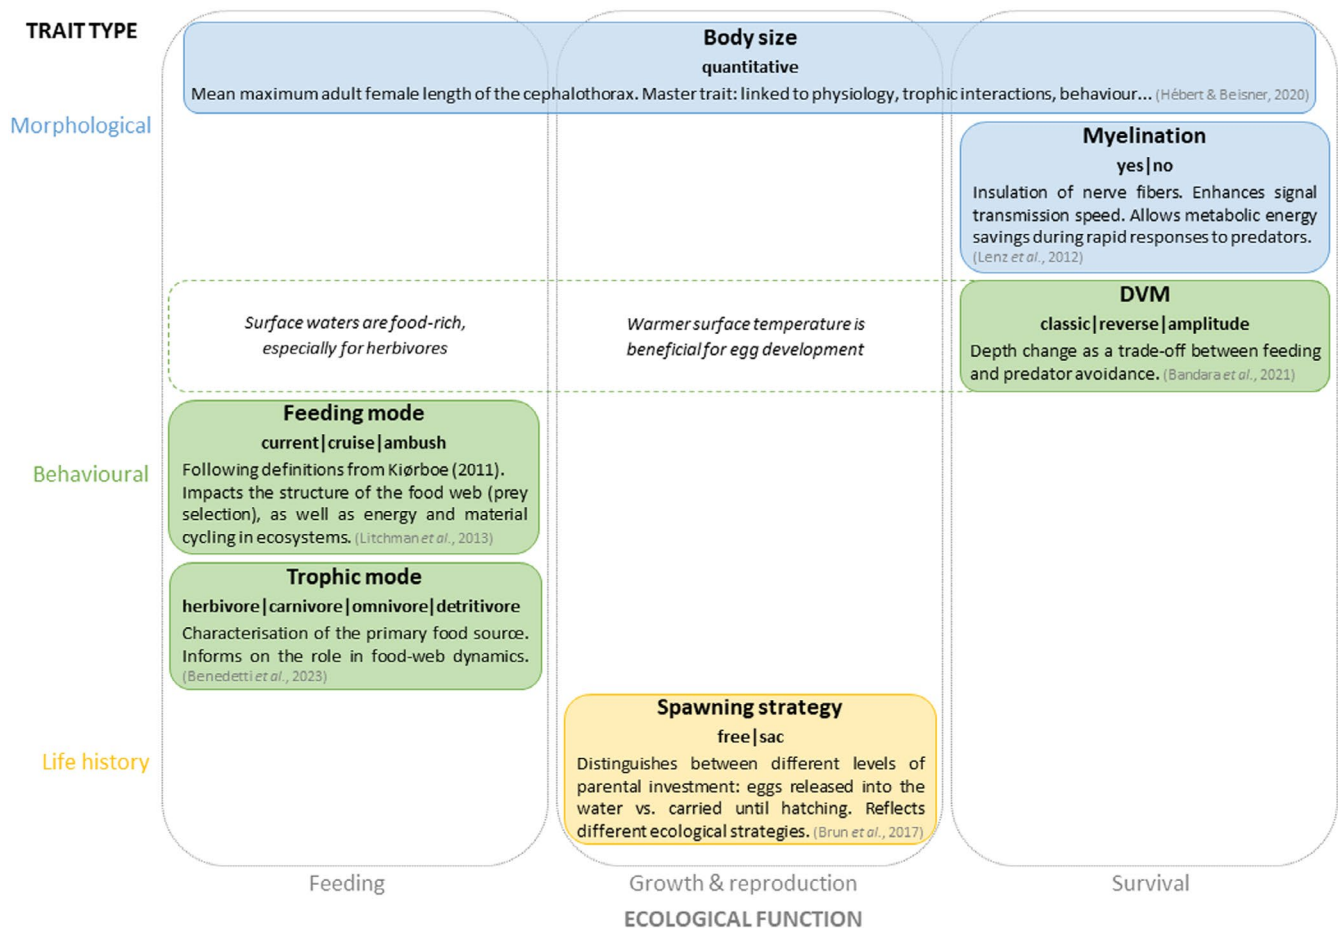 TRAIT TYPE
Body size
quantitative
Mean maximum adult female length of the cephalothorax. Master trait: linked to physiology, trophic interactions, behaviour... (Hébert & Beisner, 2020)
Morphological
Myelination
yes|no
Insulation of nerve fibers. Enhances signal
transmission speed. Allows metabolic energy
savings during rapid responses to predators.
(Lenz et al., 2012)
Surface waters are food-rich,
especially for herbivores
Warmer surface temperature is
beneficial for egg development
DVM
classic|reverse|amplitude
Depth change as a trade-off between feeding
and predator avoidance. (Bandara et al., 2021)
Behavioural
Feeding mode
current|cruise|ambush
Following definitions from Kiørboe (2011).
Impacts the structure of the food web (prey
selection), as well as energy and material
cycling in ecosystems. (Litchman et al., 2013)
Trophic mode
herbivore|carnivore|omnivore|detritivore
Characterisation of the primary food source.
Informs on the role in food-web dynamics.
(Benedetti et al., 2023)
Life history
Spawning strategy
free|sac
Distinguishes between different levels of
parental investment: eggs released into the
water vs. carried until hatching. Reflects
different ecological strategies. (Brun et al., 2017)
Feeding
Growth & reproduction
Survival
ECOLOGICAL FUNCTION